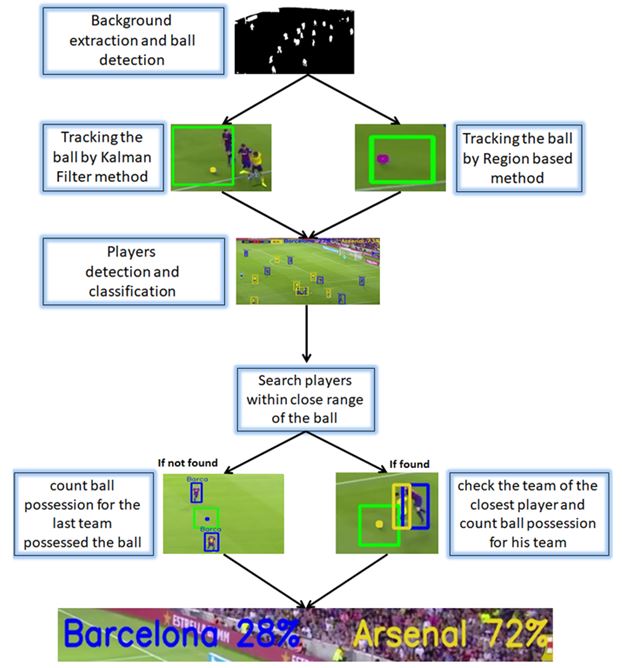 Background
extraction and ball
detection
Tracking the
ball by Kalman
Filter method
Tracking the ball
by Region based
method
Players
detection and
classification
Barcelona
Arsenal
Search players
within close range
of the ball
If not found
If found
count ball
possession for the
last team
possessed the ball
Barca
Barca
check the team of the
closest player and
count ball possession
for his team
Barcelona 28%
Arsenal 72%